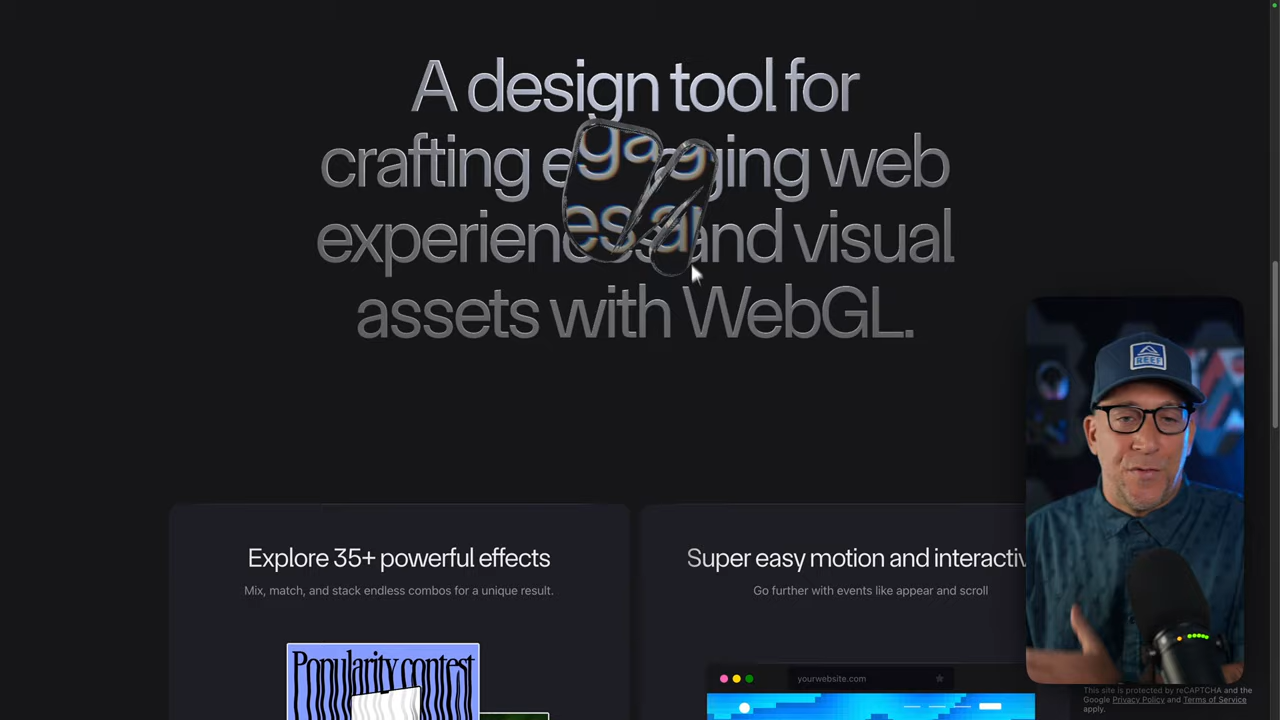 A design tool for
crafting engaging web
experiences and visual
assets with WebGL.
REEF
Explore 35+ powerful effects
Mix, match, and stack endless combos for a unique result.
Super easy motion and interactiv
Go further with events like appear and scroll
Popularity contest
yourwebsite.com
This site is protected by reCAPTCHA and the
Google Privacy Policy and Terms of Service
apply.